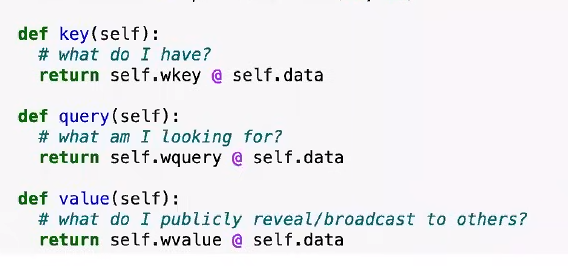 def key(self):
# what do I have?
return self.wkey @ self.data
def query(self):
# what am I looking for?
return self.wquery @ self.data
def value(self):
# what do I publicly reveal/broadcast to others?
return self.wvalue @ self.data